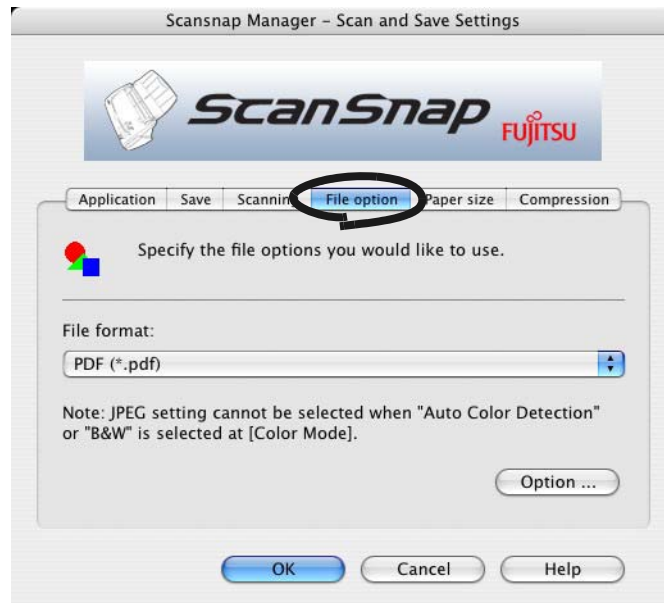 Scansnap Manager – Scan and Save Settings
ScanSnap
FUJITSU
Application Save Scanning File option Paper size Compression
Specify the file options you would like to use.
File format:
PDF (*.pdf)
Note: JPEG setting cannot be selected when "Auto Color Detection"
or "B&W" is selected at [Color Mode].
Option ...
OK Cancel Help